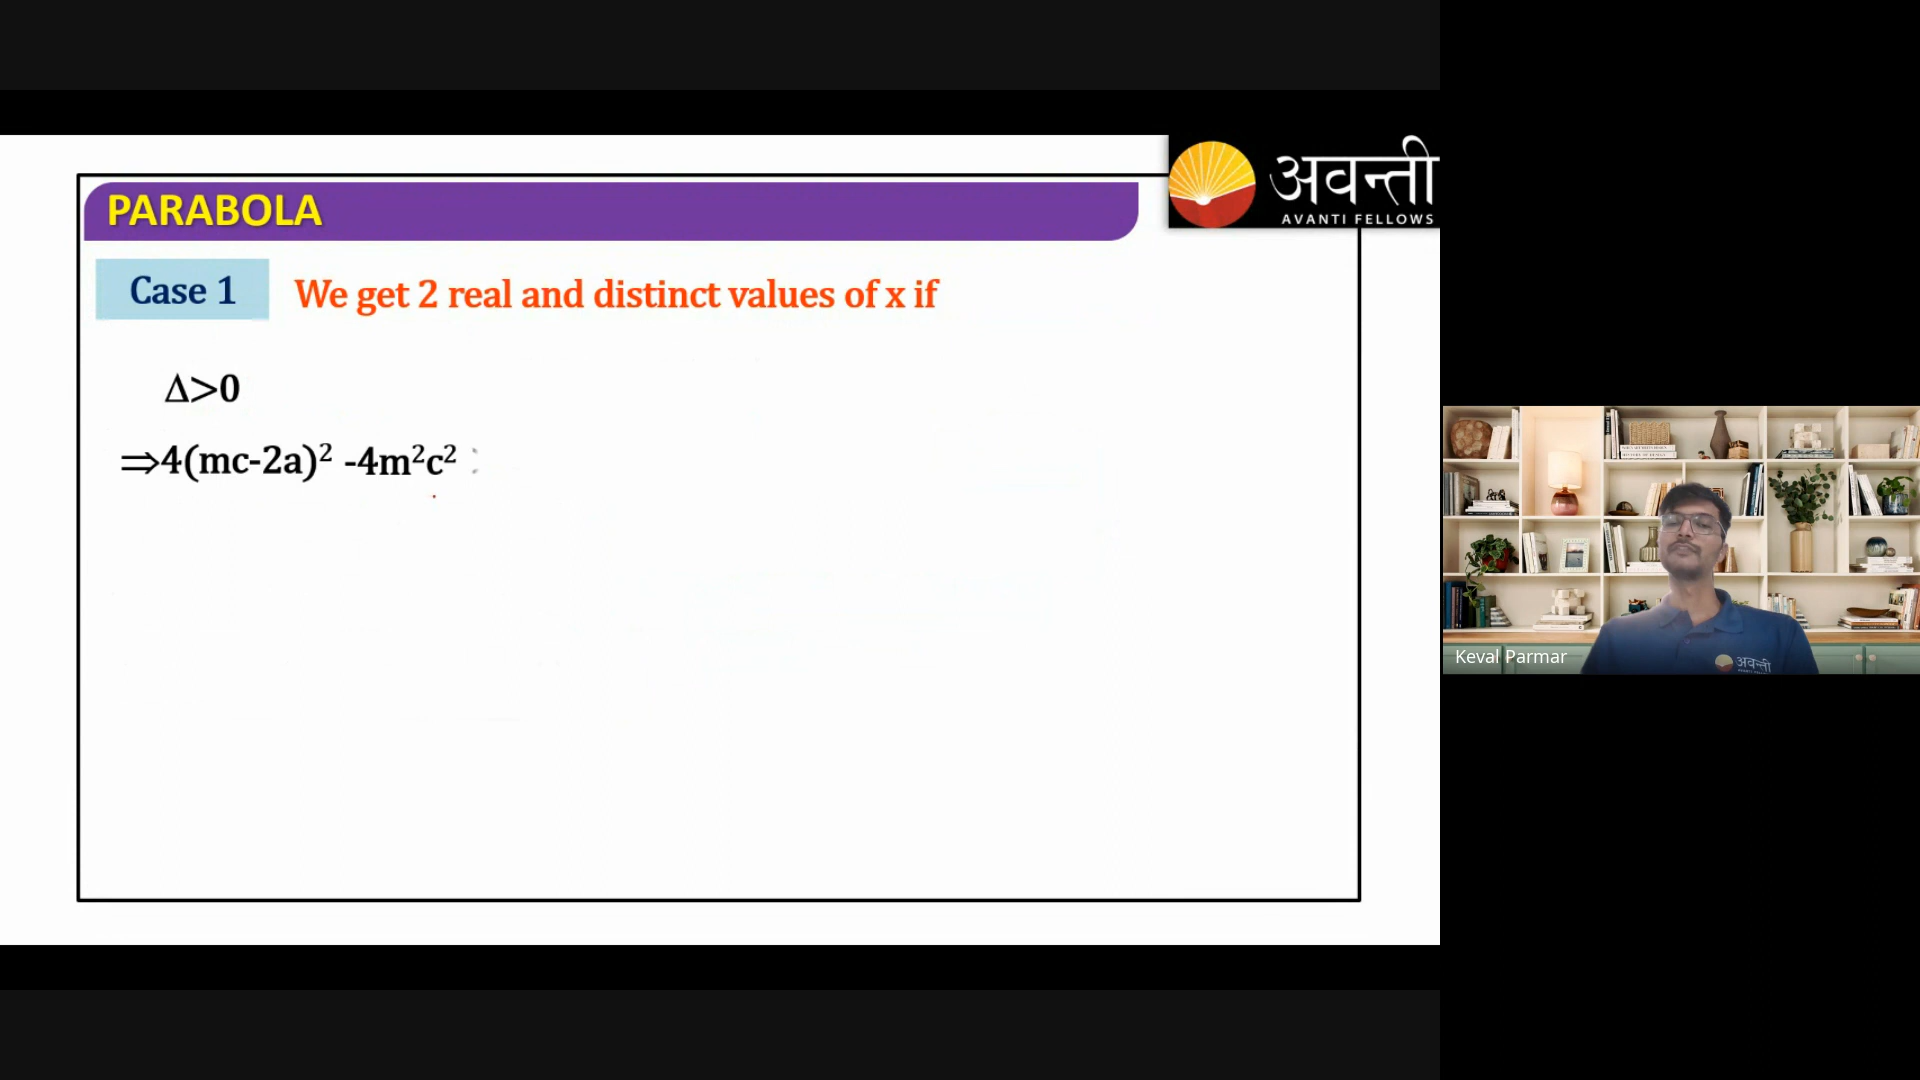 अवन्ती
AVANTI FELLOWS
PARABOLA
Case 1 We get 2 real and distinct values of x if
Δ>0
⇒4(mc-2a)² -4m²c²
Keval Parmar
अवन्ती